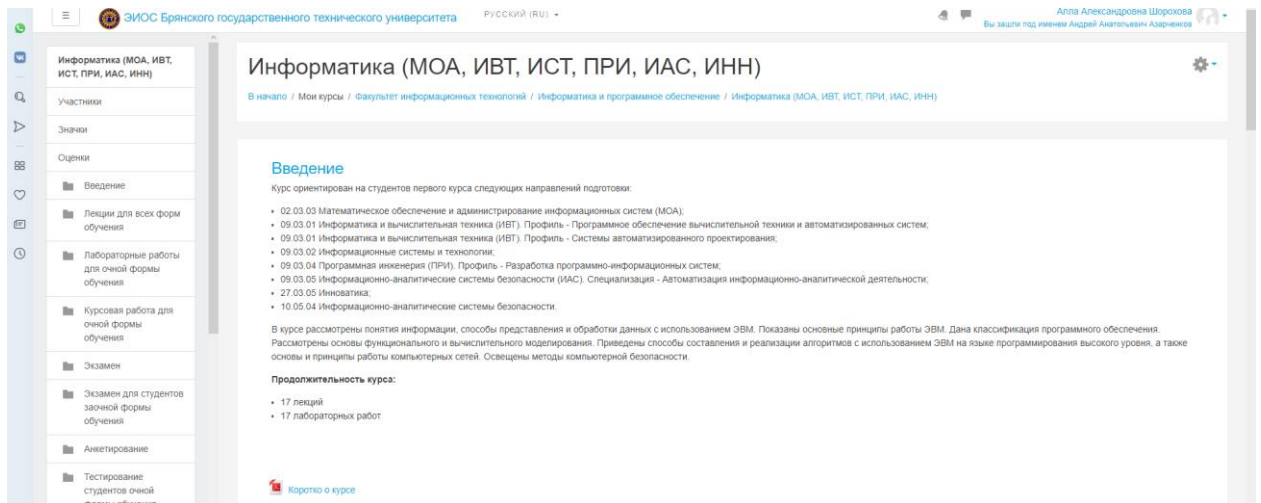 ЭИОС Брянского государственного технического университета
РУССКИЙ (RU)
Алла Александровна Шорохова
Вы зашли под именем Андрей Анатольевич Азарченков
Информатика (МОА, ИВТ,
ИСТ, ПРИ, ИАС, ИНН)
Участники
Значки
Оценки
Введение
Лекции для всех форм
обучения
Лабораторные работы
для очной формы
обучения
Курсовая работа для
очной формы
обучения
Экзамен
Экзамен для студентов
заочной формы
обучения
Анкетирование
Тестирование
студентов очной
формы обучения
Информатика (МОА, ИВТ, ИСТ, ПРИ, ИАС, ИНН)
В начало / Мои курсы / Факультет информационных технологий / Информатика и программное обеспечение / Информатика (МОА, ИВТ, ИСТ, ПРИ, ИАС, ИНН)
Введение
Курс ориентирован на студентов первого курса следующих направлений подготовки:
• 02.03.03 Математическое обеспечение и администрирование информационных систем (МОА);
• 09.03.01 Информатика и вычислительная техника (ИВТ). Профиль - Программное обеспечение вычислительной техники и автоматизированных систем;
• 09.03.01 Информатика и вычислительная техника (ИВТ). Профиль - Системы автоматизированного проектирования;
• 09.03.02 Информационные системы и технологии;
• 09.03.04 Программная инженерия (ПРИ). Профиль - Разработка программно-информационных систем;
• 09.03.05 Информационно-аналитические системы безопасности (ИАС). Специализация - Автоматизация информационно-аналитической деятельности;
• 27.03.05 Инноватика;
• 10.05.04 Информационно-аналитические системы безопасности.
В курсе рассмотрены понятия информации, способы представления и обработки данных с использованием ЭВМ. Показаны основные принципы работы ЭВМ. Дана классификация программного обеспечения.
Рассмотрены основы функционального и вычислительного моделирования. Приведены способы составления и реализации алгоритмов с использованием ЭВМ на языке программирования высокого уровня, а также
основы и принципы работы компьютерных сетей. Освещены методы компьютерной безопасности.
Продолжительность курса:
• 17 лекций
• 17 лабораторных работ
Коротко о курсе